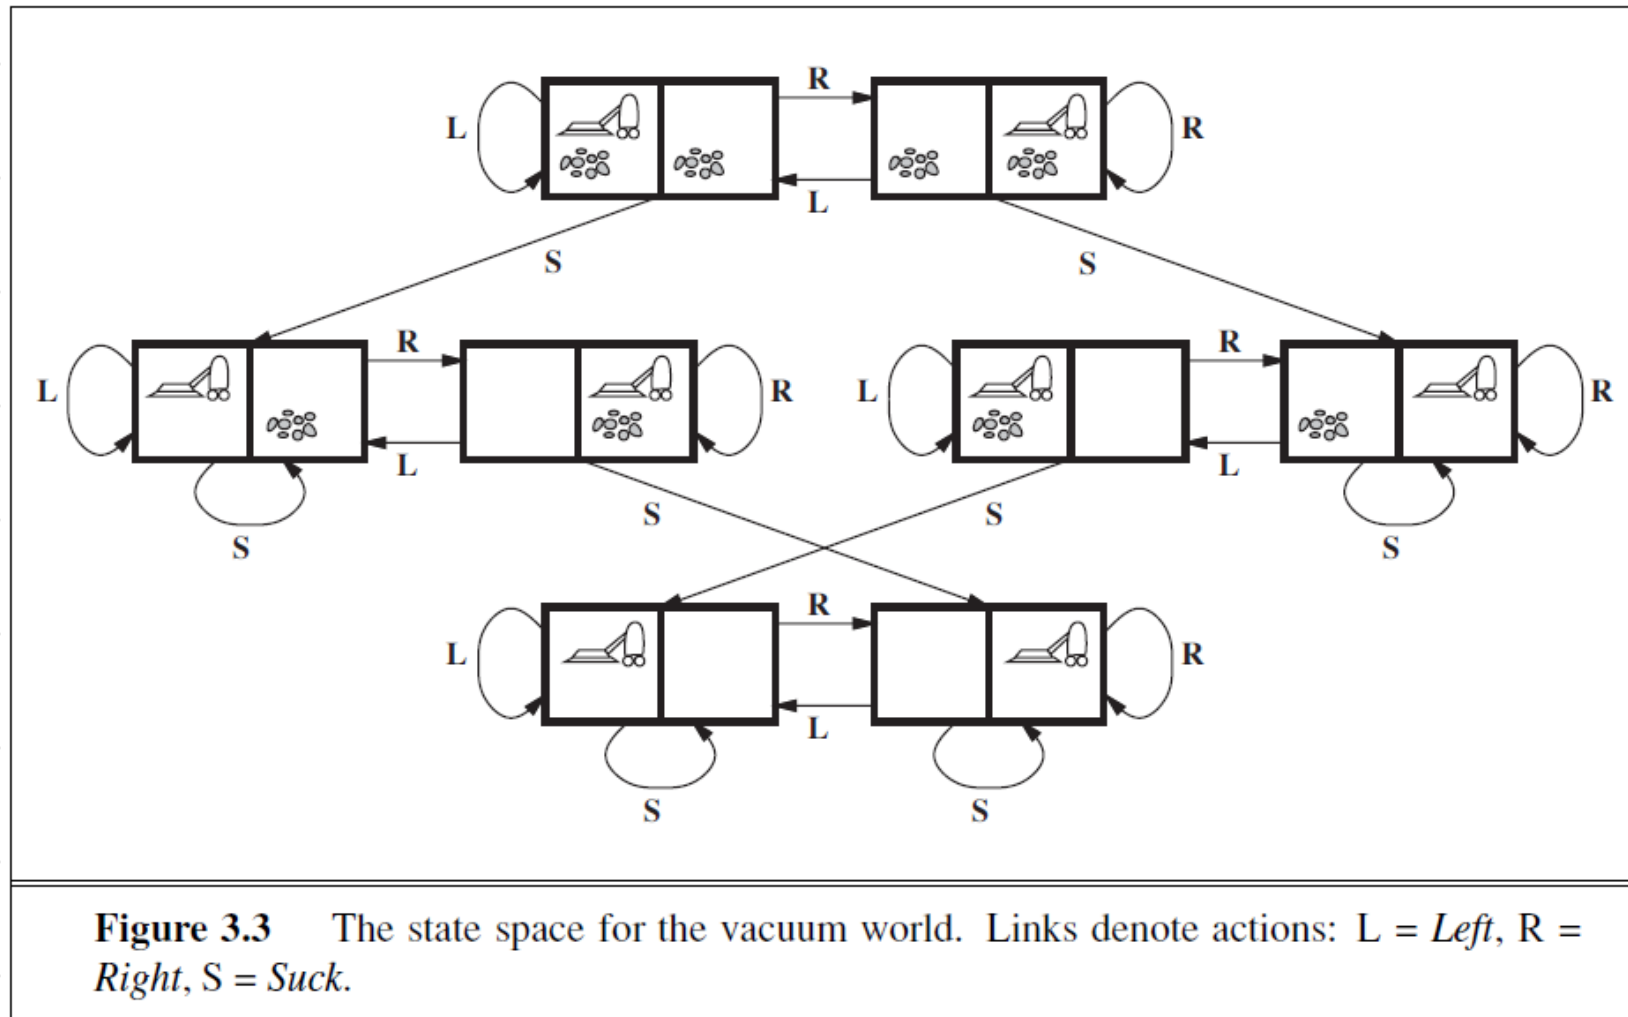 R
L
R
L
S
S
R
R
L
R
L
R
L
L
S
S
S
S
R
L
R
L
S
S
Figure 3.3 The state space for the vacuum world. Links denote actions: L = Left, R =
Right, S = Suck.